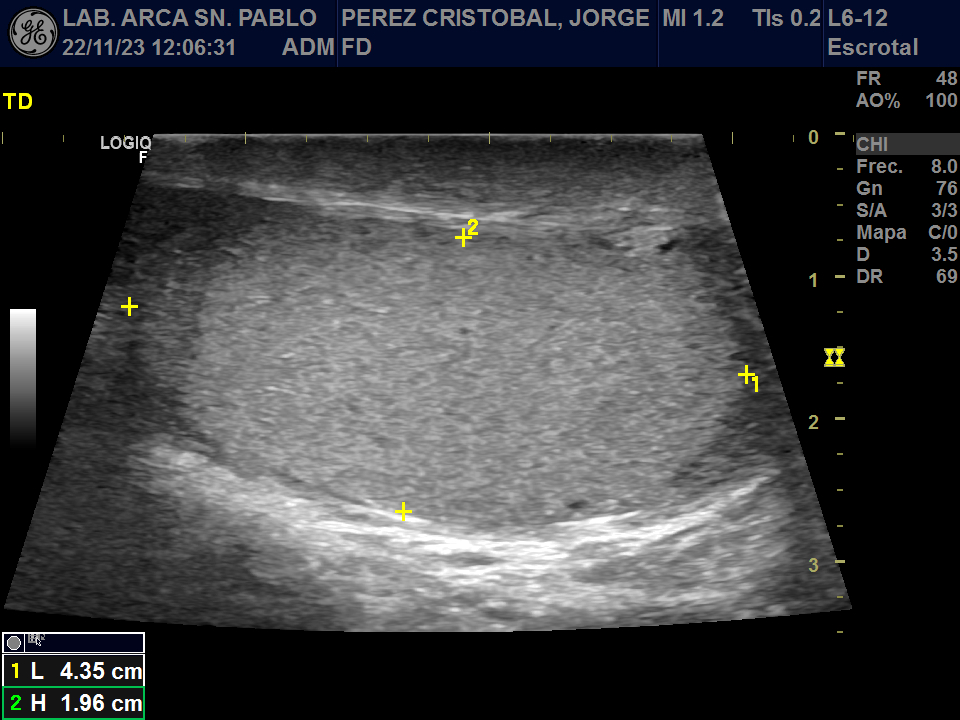 LAB. ARCA SN. PABLO PEREZ CRISTOBAL, JORGE MI 1.2 TIs 0.2 L6-12
22/11/23 12:06:31 ADM FD Escrotal
TD
LOGIQ
F
FR 48
AO% 100
CHI
Frec. 8.0
Gn 76
S/A 3/3
Mapa C/0
D 3.5
DR 69
0
1
2
3
2
1
1 L 4.35 cm
2 H 1.96 cm